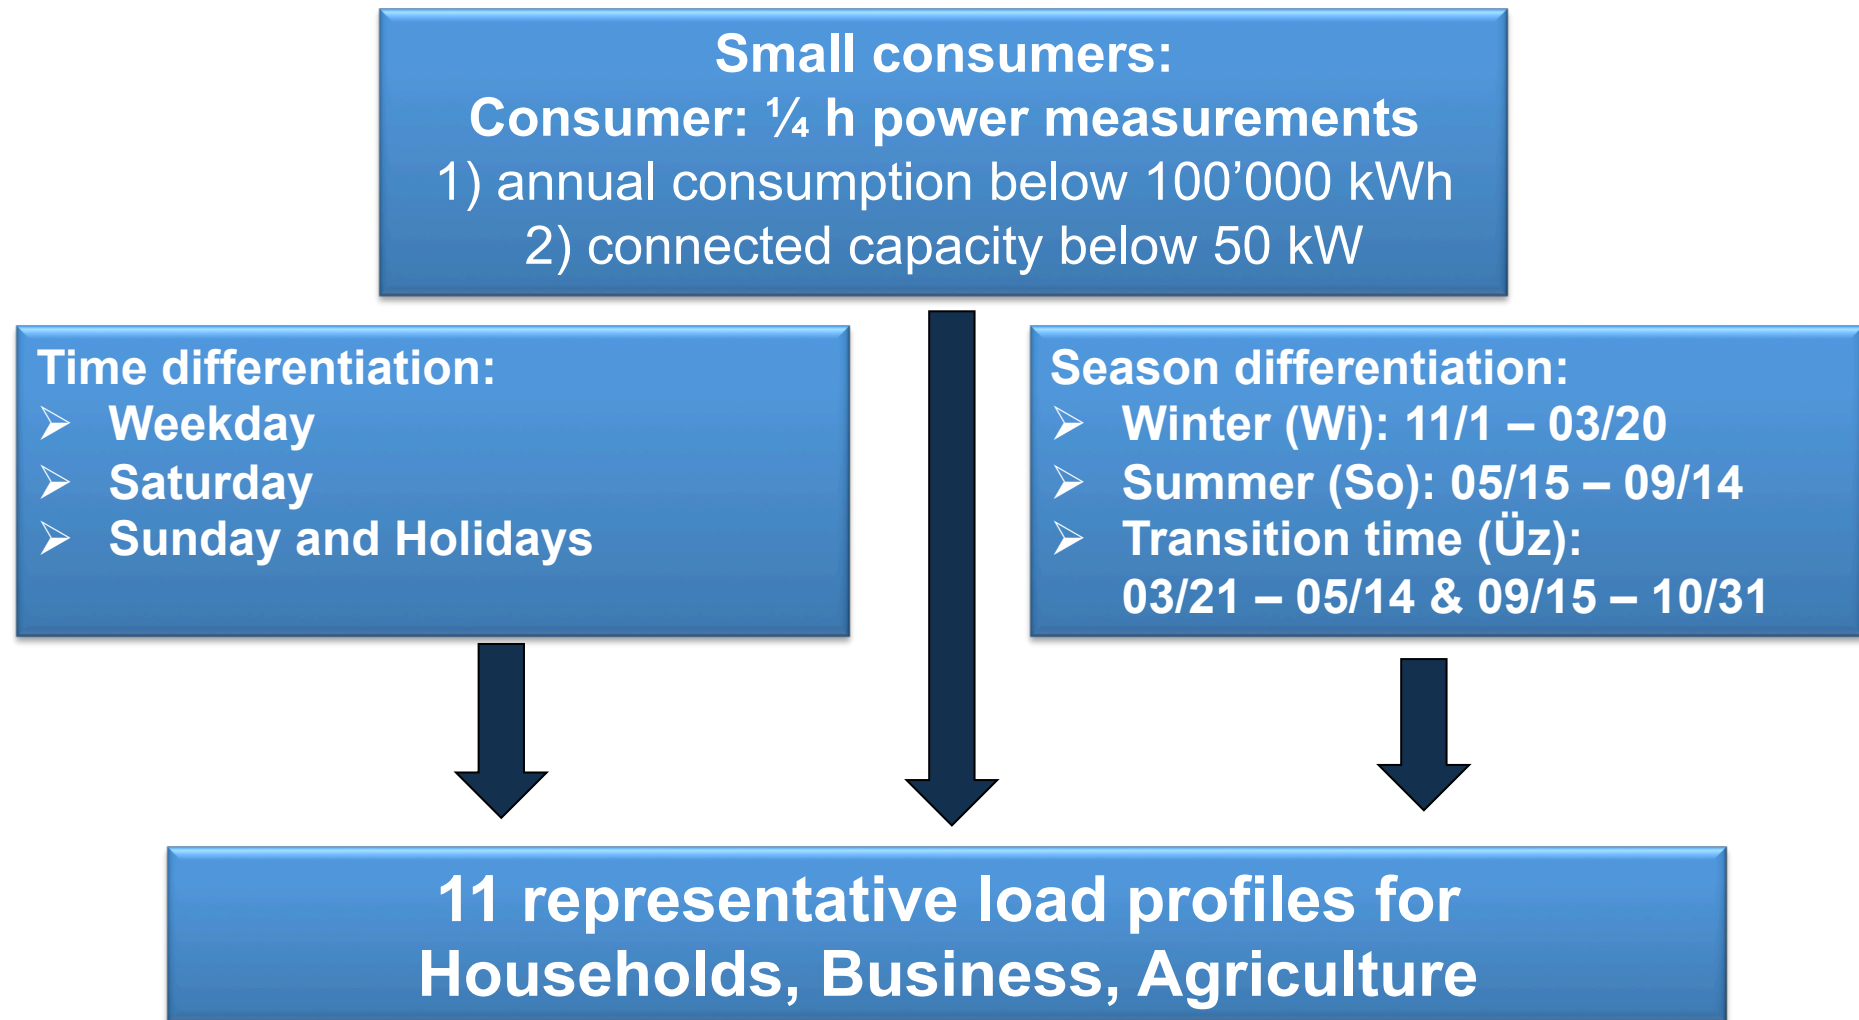 Small consumers:
Consumer: ¼ h power measurements
1) annual consumption below 100’000 kWh
2) connected capacity below 50 kW
Time differentiation:
➢ Weekday
➢ Saturday
➢ Sunday and Holidays
Season differentiation:
➢ Winter (Wi): 11/1 – 03/20
➢ Summer (So): 05/15 – 09/14
➢ Transition time (Üz):
03/21 – 05/14 & 09/15 – 10/31
11 representative load profiles for
Households, Business, Agriculture